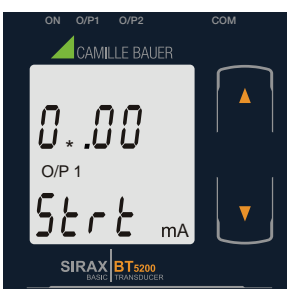 ON O/P1 O/P2 COM
CAMILLE BAUER
0*.00
O/P 1
Strt mA
SIRAX BT5200
BASIC TRANSDUCER